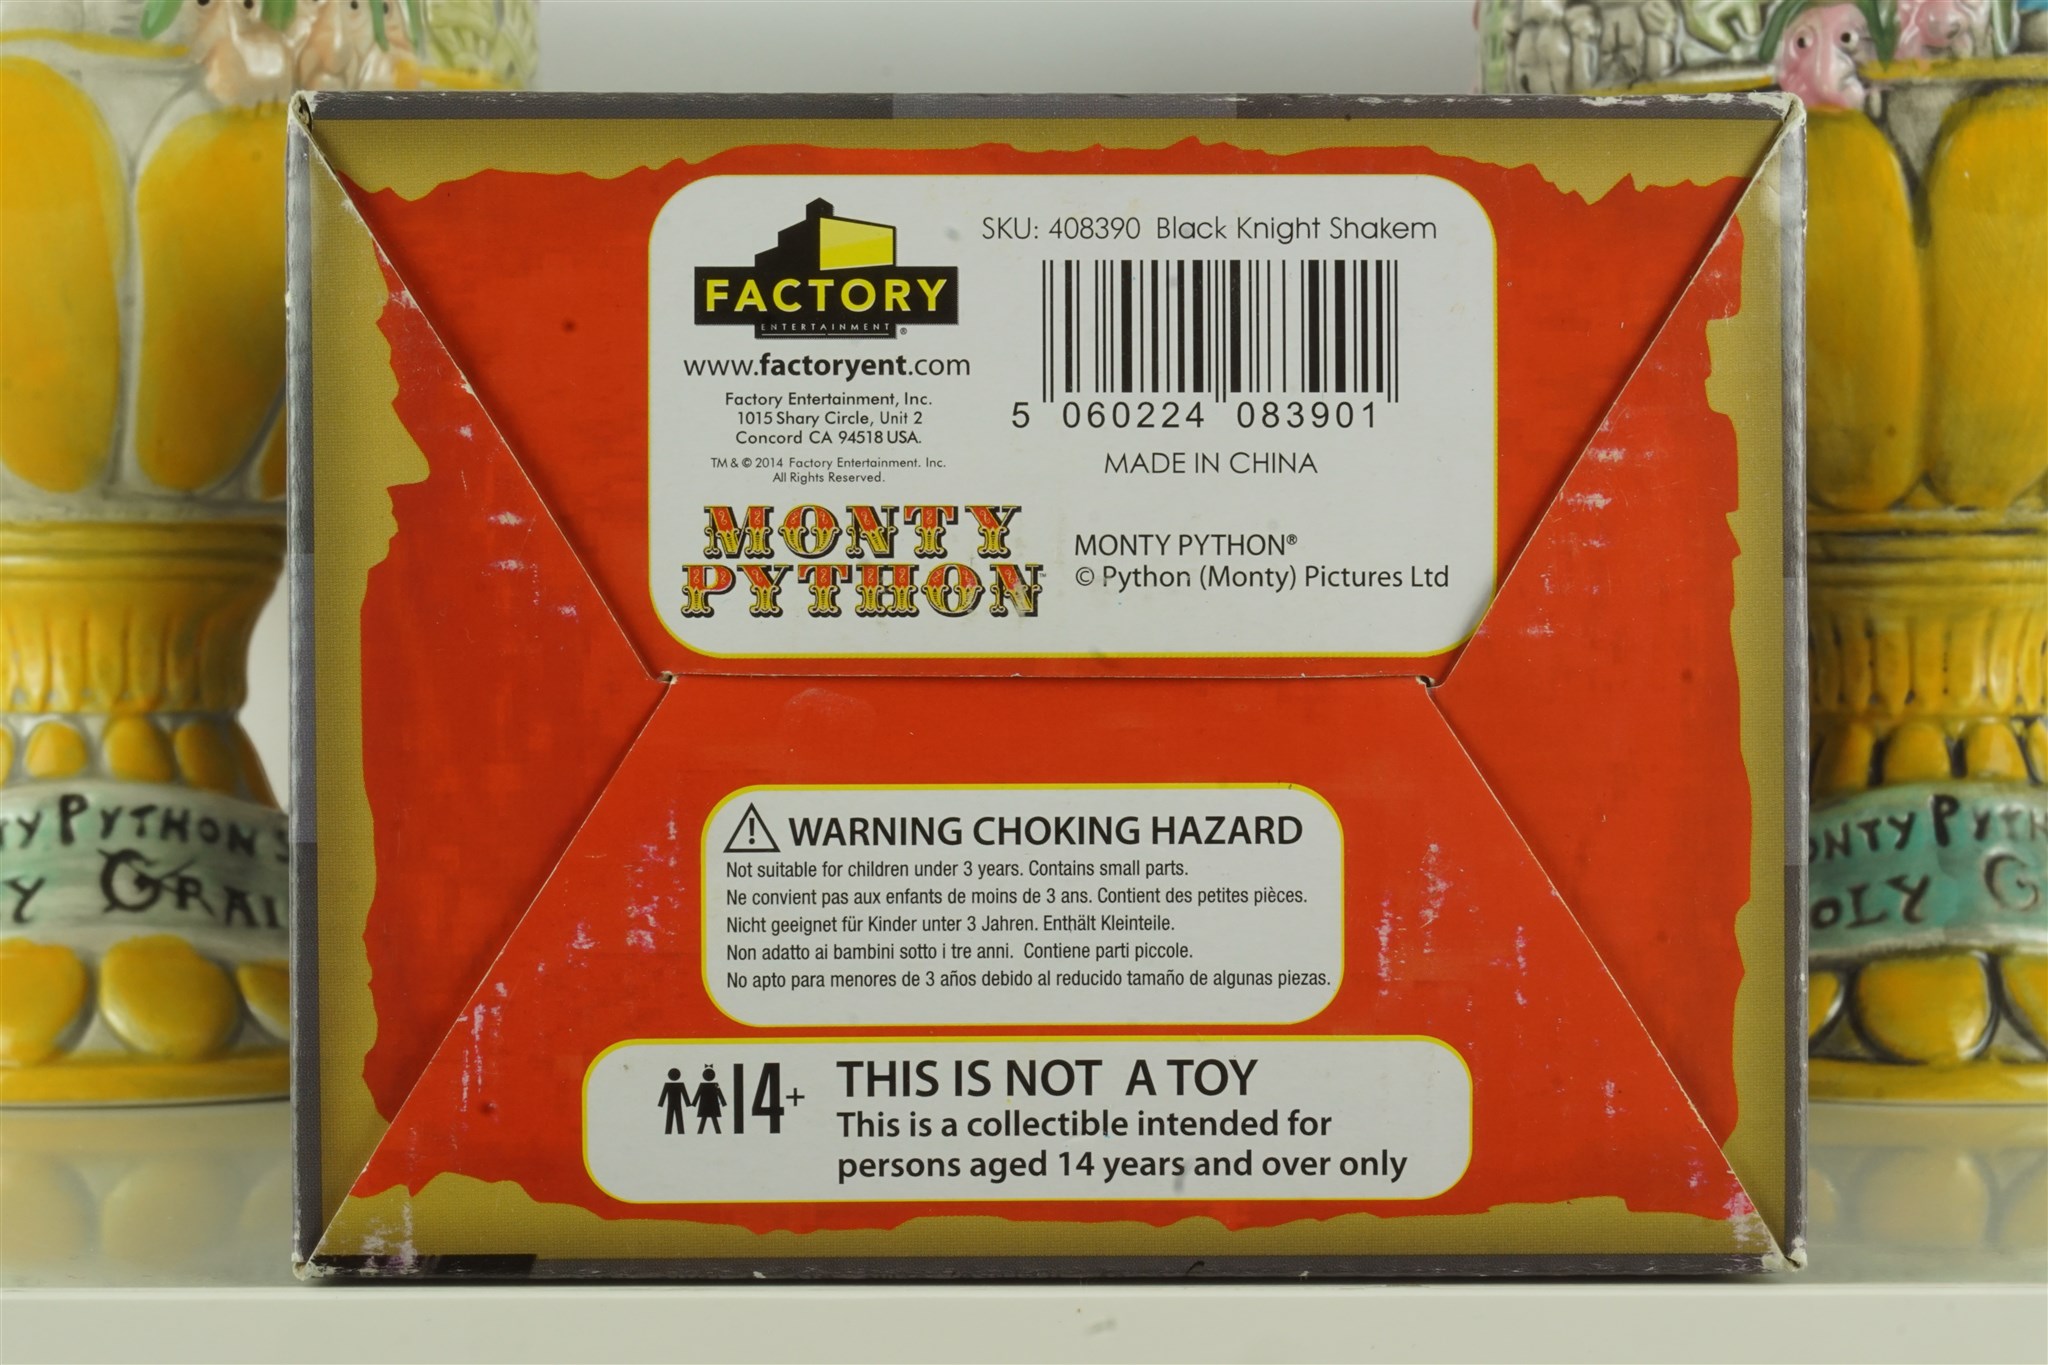 FACTORY
ENTERTAINMENT ®
www.factoryent.com
Factory Entertainment, Inc.
1015 Shary Circle, Unit 2
Concord CA 94518 USA.
TM & © 2014 Factory Entertainment. Inc.
All Rights Reserved.
SKU: 408390 Black Knight Shakem
5 060224 083901
MADE IN CHINA
MONTY
PYTHON™
MONTY PYTHON®
© Python (Monty) Pictures Ltd
WARNING CHOKING HAZARD
Not suitable for children under 3 years. Contains small parts.
Ne convient pas aux enfants de moins de 3 ans. Contient des petites pièces.
Nicht geeignet für Kinder unter 3 Jahren. Enthält Kleinteile.
Non adatto ai bambini sotto i tre anni. Contiene parti piccole.
No apto para menores de 3 años debido al reducido tamaño de algunas piezas.
14+
THIS IS NOT A TOY
This is a collectible intended for
persons aged 14 years and over only
TY PYTHON'S
Y GRAI
ONTY PYTH
OLY G